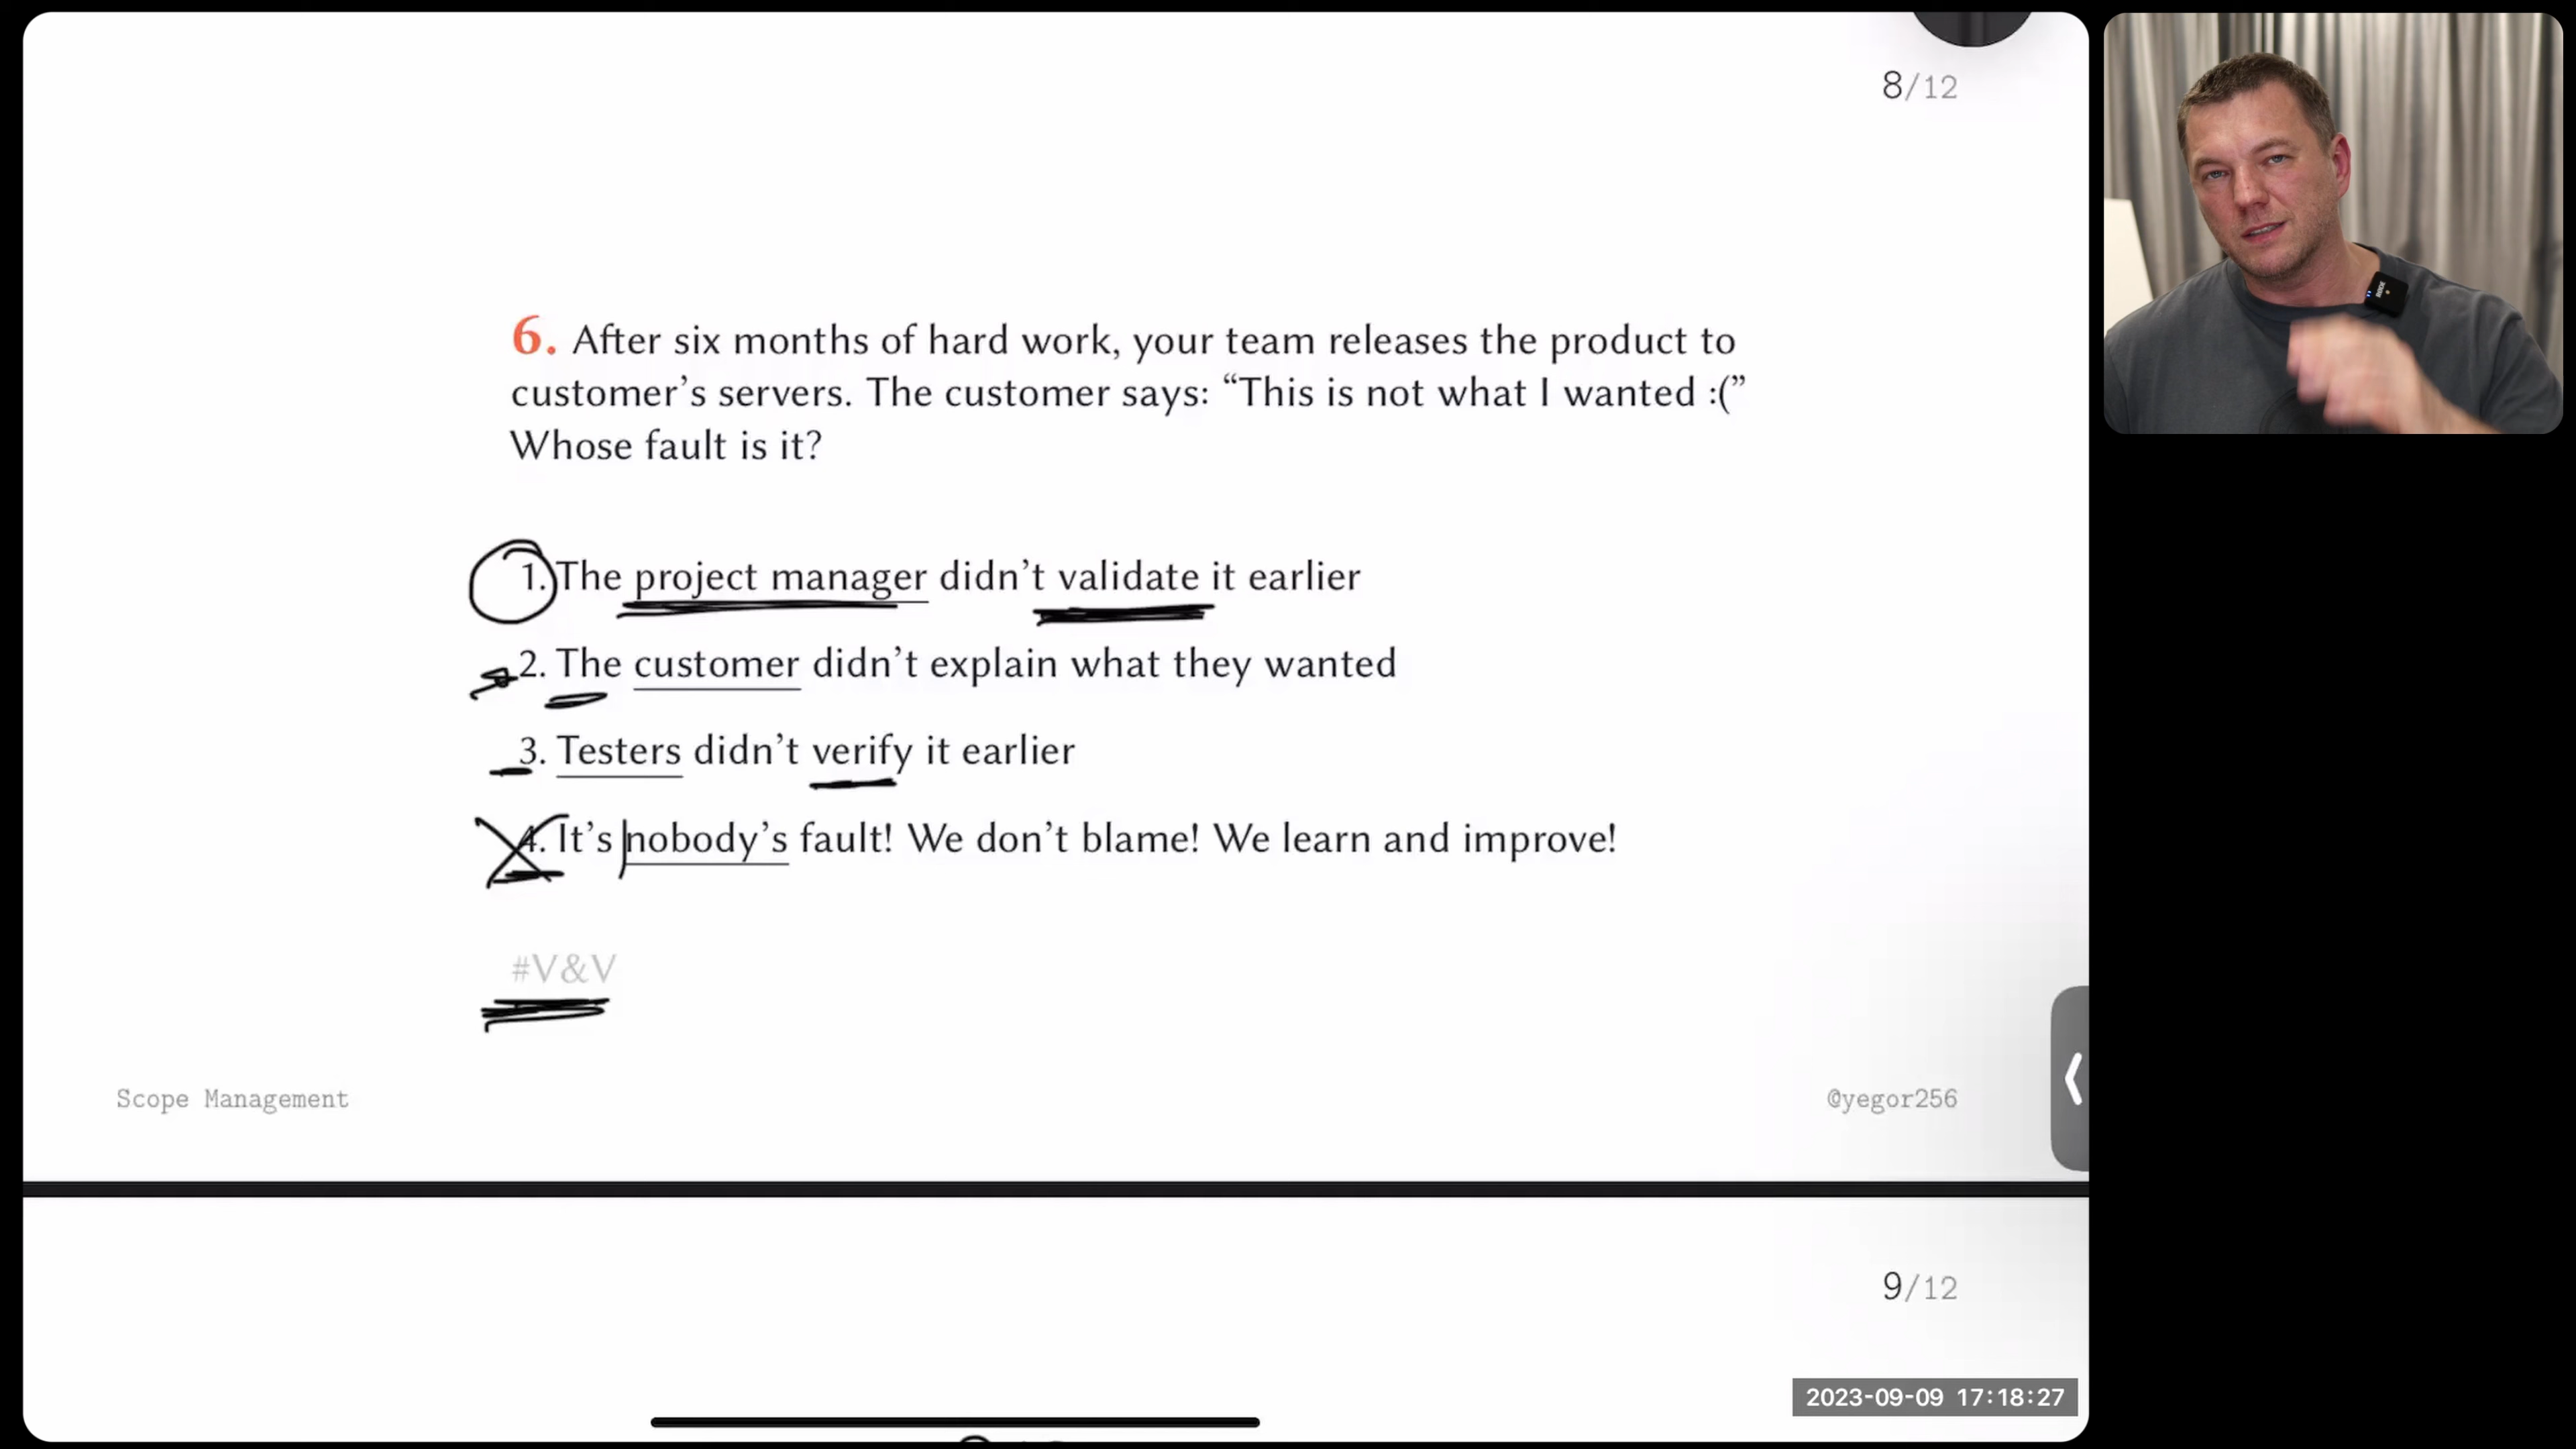 8/12
6. After six months of hard work, your team releases the product to
customer’s servers. The customer says: “This is not what I wanted :(”
Whose fault is it?
1. The project manager didn’t validate it earlier
2. The customer didn’t explain what they wanted
3. Testers didn’t verify it earlier
4. It’s nobody’s fault! We don’t blame! We learn and improve!
#V&V
Scope Management
@yegor256
9/12
2023-09-09 17:18:27